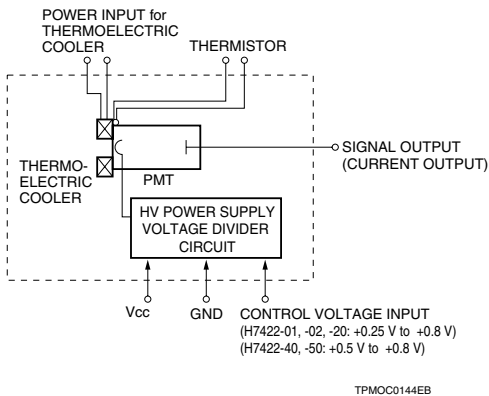 POWER INPUT for
THERMOELECTRIC
COOLER
THERMISTOR
SIGNAL OUTPUT
(CURRENT OUTPUT)
THERMO-
ELECTRIC
COOLER
PMT
HV POWER SUPPLY
VOLTAGE DIVIDER
CIRCUIT
Vcc
GND
CONTROL VOLTAGE INPUT
(H7422-01, -02, -20: +0.25 V to +0.8 V)
(H7422-40, -50: +0.5 V to +0.8 V)
TPMOC0144EB